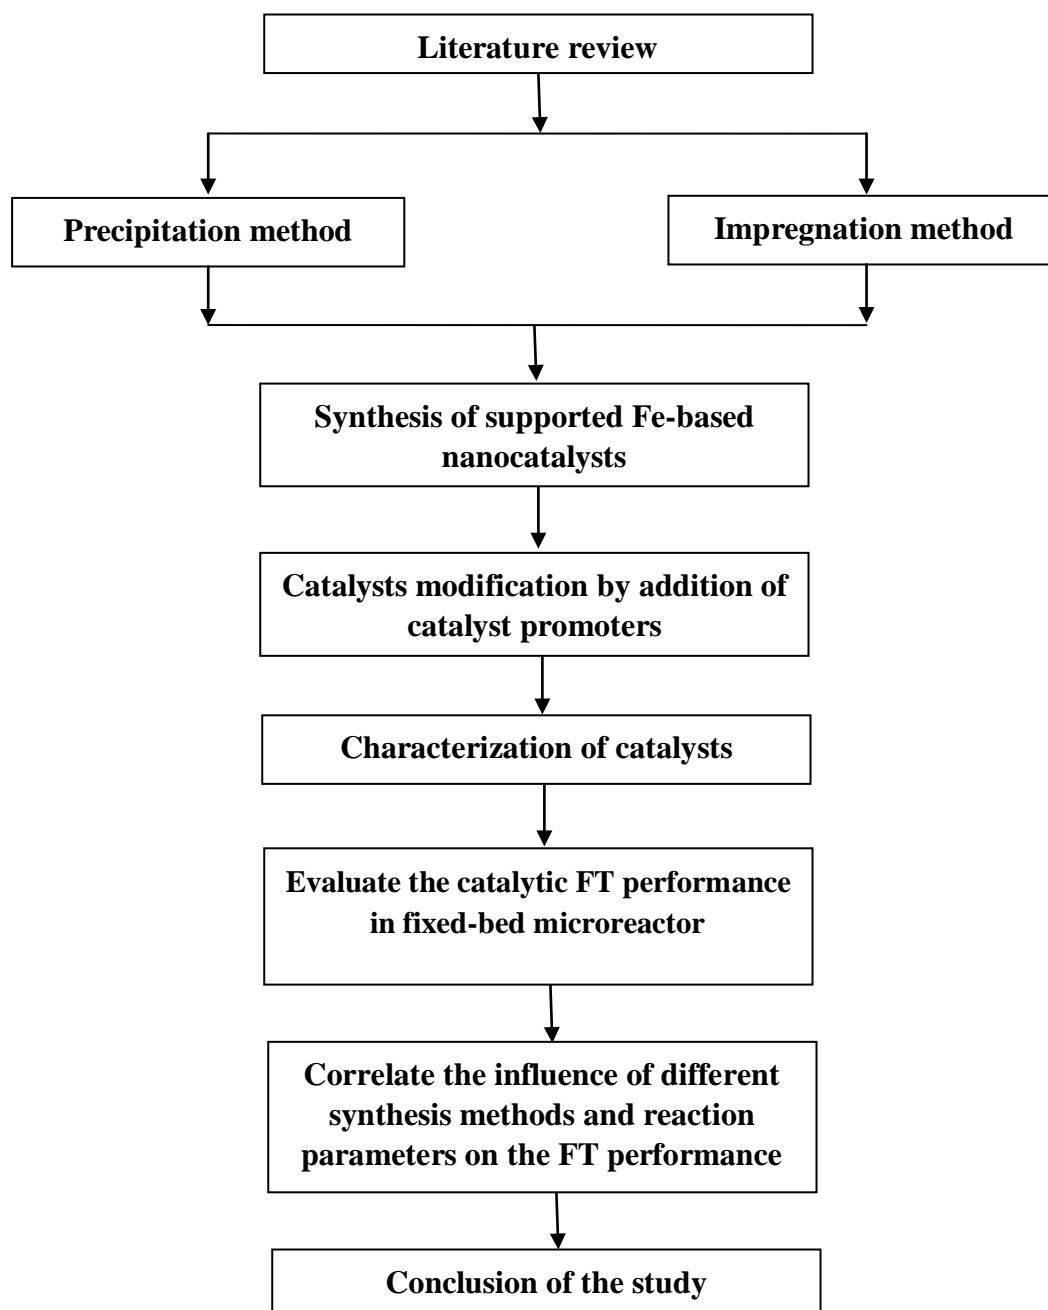 Literature review
Precipitation method
Impregnation method
Synthesis of supported Fe-based
nanocatalysts
Catalysts modification by addition of
catalyst promoters
Characterization of catalysts
Evaluate the catalytic FT performance
in fixed-bed microreactor
Correlate the influence of different
synthesis methods and reaction
parameters on the FT performance
Conclusion of the study